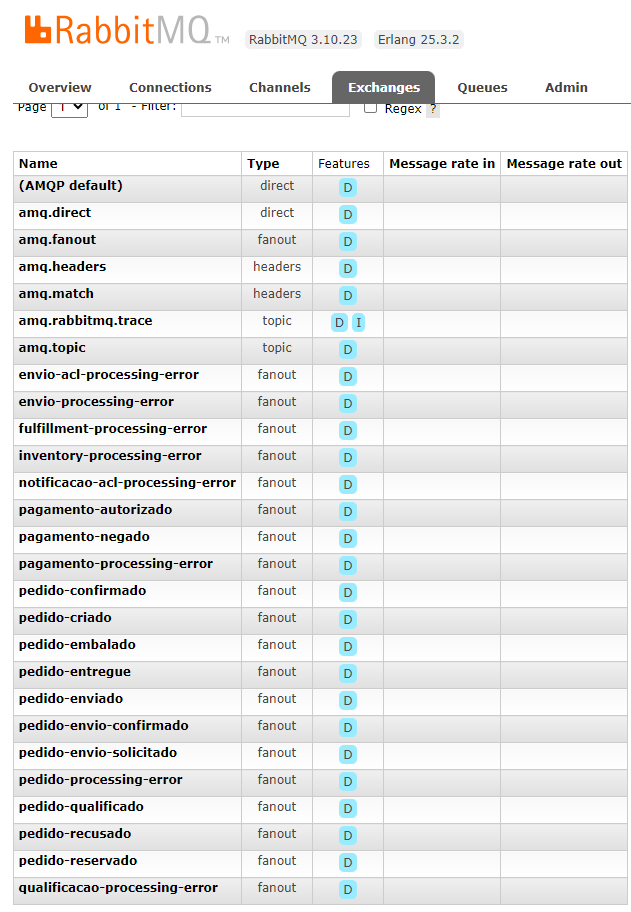 RabbitMQ TM RabbitMQ 3.10.23 Erlang 25.3.2
Overview Connections Channels Exchanges Queues Admin
Page 1 of 1 - Filter: Regex ?
Name Type Features Message rate in Message rate out
(AMQP default) direct D
amq.direct direct D
amq.fanout fanout D
amq.headers headers D
amq.match headers D
amq.rabbitmq.trace topic D I
amq.topic topic D
envio-acl-processing-error fanout D
envio-processing-error fanout D
fulfillment-processing-error fanout D
inventory-processing-error fanout D
notificacao-acl-processing-error fanout D
pagamento-autorizado fanout D
pagamento-negado fanout D
pagamento-processing-error fanout D
pedido-confirmado fanout D
pedido-criado fanout D
pedido-embalado fanout D
pedido-entregue fanout D
pedido-enviado fanout D
pedido-envio-confirmado fanout D
pedido-envio-solicitado fanout D
pedido-processing-error fanout D
pedido-qualificado fanout D
pedido-recusado fanout D
pedido-reservado fanout D
qualificacao-processing-error fanout D